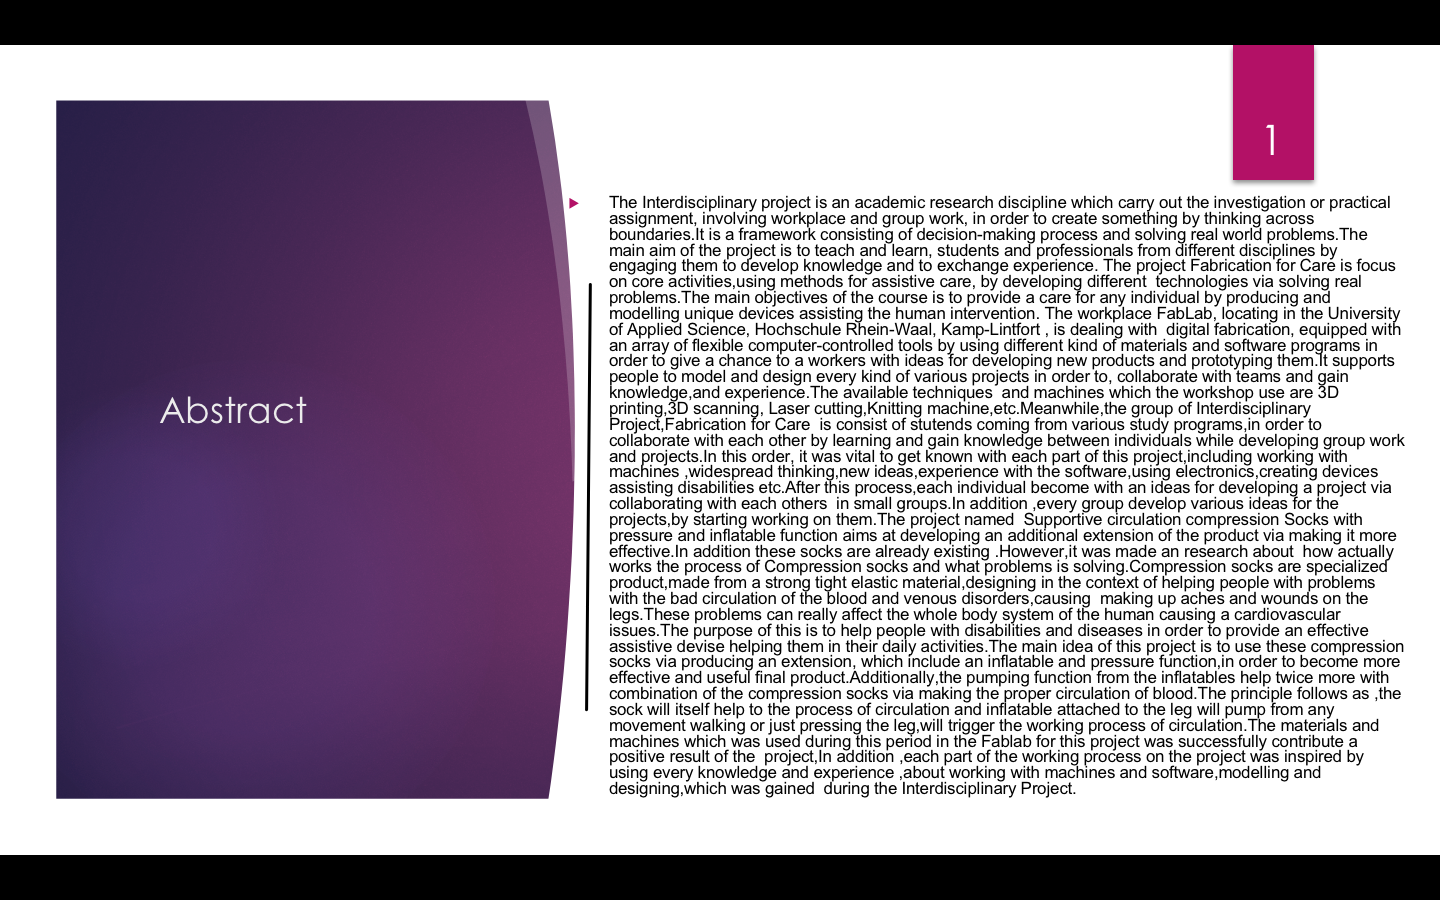 1
Abstract
The Interdisciplinary project is an academic research discipline which carry out the investigation or practical
assignment, involving workplace and group work, in order to create something by thinking across
boundaries.It is a framework consisting of decision-making process and solving real world problems.The
main aim of the project is to teach and learn, students and professionals from different disciplines by
engaging them to develop knowledge and to exchange experience. The project Fabrication for Care is focus
on core activities,using methods for assistive care, by developing different  technologies via solving real
problems.The main objectives of the course is to provide a care for any individual by producing and
modelling unique devices assisting the human intervention. The workplace FabLab, locating in the University
of Applied Science, Hochschule Rhein-Waal, Kamp-Lintfort , is dealing with  digital fabrication, equipped with
an array of flexible computer-controlled tools by using different kind of materials and software programs in
order to give a chance to a workers with ideas for developing new products and prototyping them.It supports
people to model and design every kind of various projects in order to, collaborate with teams and gain
knowledge,and experience.The available techniques  and machines which the workshop use are 3D
printing,3D scanning, Laser cutting,Knitting machine,etc.Meanwhile,the group of Interdisciplinary
Project,Fabrication for Care  is consist of stutends coming from various study programs,in order to
collaborate with each other by learning and gain knowledge between individuals while developing group work
and projects.In this order, it was vital to get known with each part of this project,including working with
machines ,widespread thinking,new ideas,experience with the software,using electronics,creating devices
assisting disabilities etc.After this process,each individual become with an ideas for developing a project via
collaborating with each others  in small groups.In addition ,every group develop various ideas for the
projects,by starting working on them.The project named  Supportive circulation compression Socks with
pressure and inflatable function aims at developing an additional extension of the product via making it more
effective.In addition these socks are already existing .However,it was made an research about  how actually
works the process of Compression socks and what problems is solving.Compression socks are specialized
product,made from a strong tight elastic material,designing in the context of helping people with problems
with the bad circulation of the blood and venous disorders,causing  making up aches and wounds on the
legs.These problems can really affect the whole body system of the human causing a cardiovascular
issues.The purpose of this is to help people with disabilities and diseases in order to provide an effective
assistive devise helping them in their daily activities.The main idea of this project is to use these compression
socks via producing an extension, which include an inflatable and pressure function,in order to become more
effective and useful final product.Additionally,the pumping function from the inflatables help twice more with
combination of the compression socks via making the proper circulation of blood.The principle follows as ,the
sock will itself help to the process of circulation and inflatable attached to the leg will pump from any
movement walking or just pressing the leg,will trigger the working process of circulation.The materials and
machines which was used during this period in the Fablab for this project was successfully contribute a
positive result of the  project,In addition ,each part of the working process on the project was inspired by
using every knowledge and experience ,about working with machines and software,modelling and
designing,which was gained  during the Interdisciplinary Project.